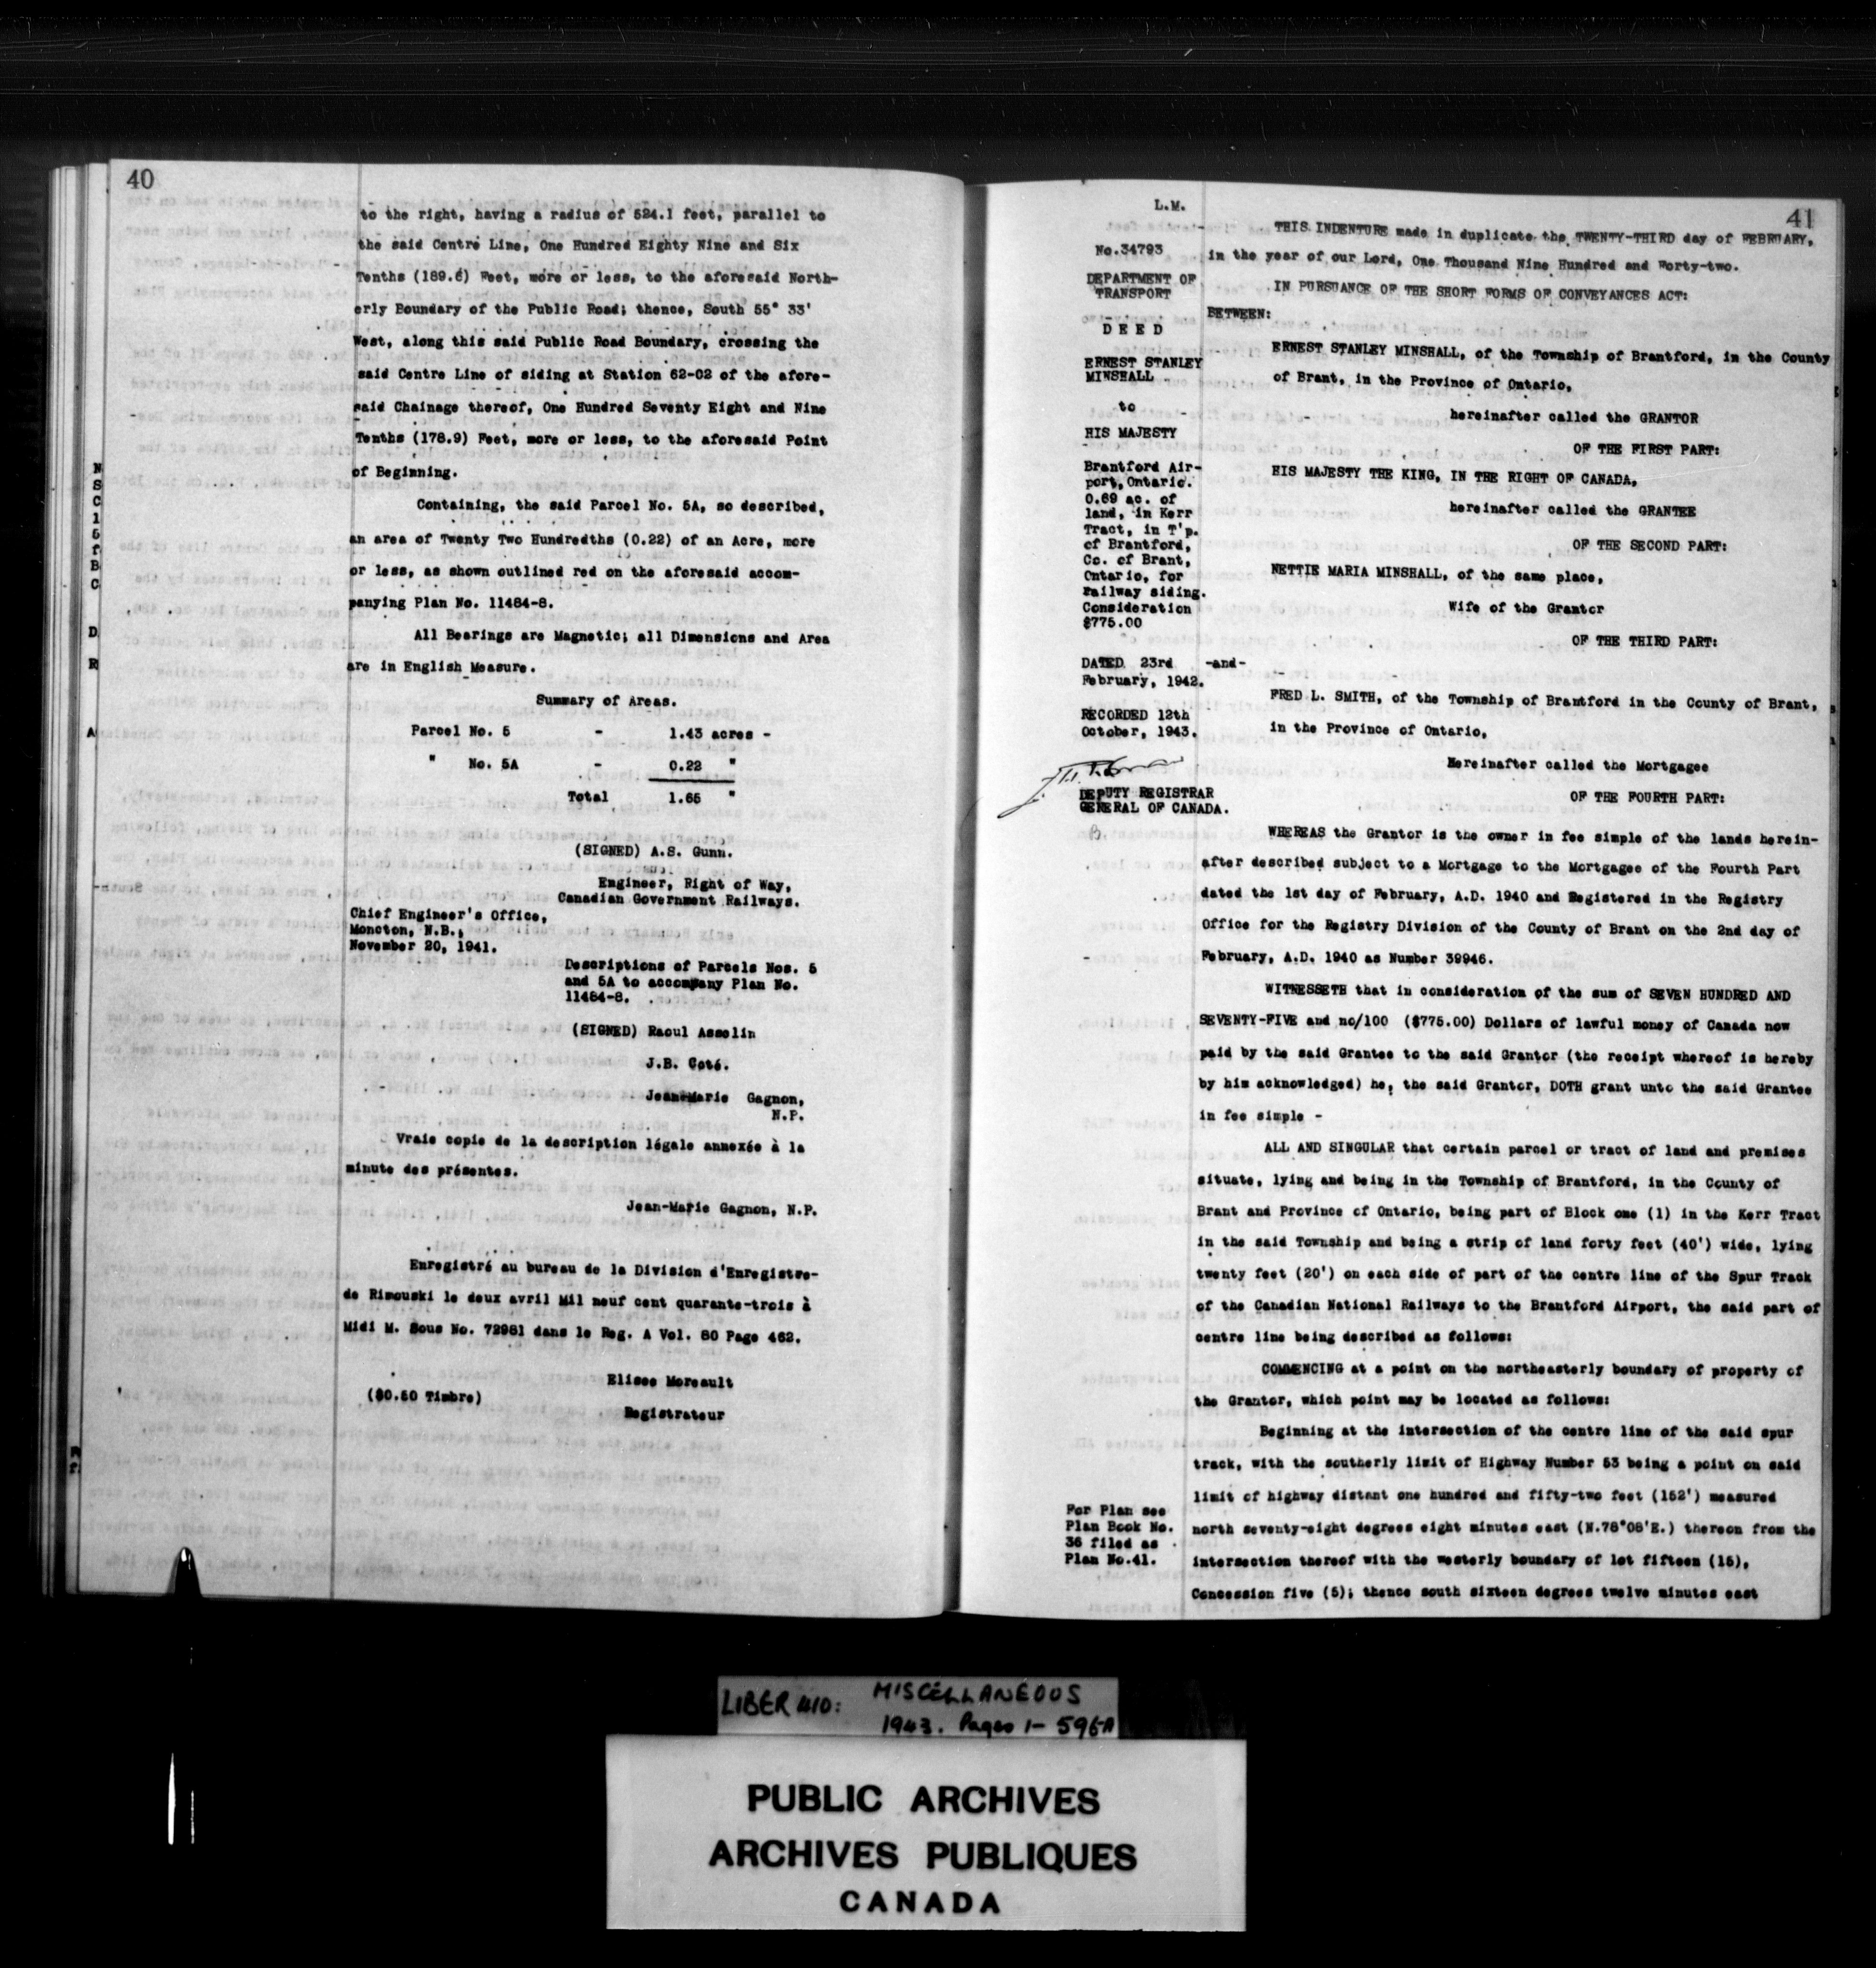 40
to the right, having a radius of 524.1 feet, parallel to
the said Centre Line, One Hundred Eighty Nine and Six
Tenths (189.6) Feet, more or less, to the aforesaid North-
erly Boundary of the Public Road; thence, South 55° 33'
West, along this said Public Road Boundary, crossing the
said Centre Line of siding at Station 62-02 of the afore-
said Chainage thereof, One Hundred Seventy Eight and Nine
Tenths (178.9) Feet, more or less, to the aforesaid Point
of Beginning.
Containing, the said Parcel No. 5A, so described,
an area of Twenty Two Hundredths (0.22) of an Acre, more
or less, as shown outlined red on the aforesaid accom-
panying Plan No. 11484-8.
All Bearings are Magnetic; all Dimensions and Area
are in English Measure.
Summary of Areas.
Parcel No. 5 - 1.43 acres -
" No. 5A - 0.22 "
Total 1.65 "
(SIGNED) A.S. Gunn.
Engineer, Right of Way,
Canadian Government Railways.
Chief Engineer's Office,
Moncton, N.B.,
November 20, 1941.
Descriptions of Parcels Nos. 5
and 5A to accompany Plan No.
11484-8.
(SIGNED) Raoul Asselin
J.B. Coté.
Jean-Marie Gagnon,
N.P.
Vraie copie de la description légale annexée à la
minute des présentes.
Jean-Marie Gagnon, N.P.
Enregistré au bureau de la Division d'Enregistre-
de Rimouski le deux avril Mil neuf cent quarante-trois à
Midi M. Sous No. 72981 dans le Reg. A Vol. 80 Page 462.
Elisee Moreault
($0.50 Timbre)
Registrateur
41
L.M.
No.34793
DEPARTMENT OF
TRANSPORT
D E E D
ERNEST STANLEY
MINSHALL
to
HIS MAJESTY
Brantford Air-
port, Ontario.
0.69 ac. of
land, in Kerr
Tract, in T'p.
of Brantford,
Co. of Brant,
Ontario, for
Railway siding.
Consideration
$775.00
DATED 23rd
February, 1942.
RECORDED 12th
October, 1943.
DEPUTY REGISTRAR
GENERAL OF CANADA.
B.
For Plan see
Plan Book No.
36 filed as
Plan No.41.
THIS INDENTURE made in duplicate the TWENTY-THIRD day of FEBRUARY,
in the year of our Lord, One Thousand Nine Hundred and Forty-two.
IN PURSUANCE OF THE SHORT FORMS OF CONVEYANCES ACT:
BETWEEN:
ERNEST STANLEY MINSHALL, of the Township of Brantford, in the County
of Brant, in the Province of Ontario,
hereinafter called the GRANTOR
OF THE FIRST PART:
HIS MAJESTY THE KING, IN THE RIGHT OF CANADA,
hereinafter called the GRANTEE
OF THE SECOND PART:
NETTIE MARIA MINSHALL, of the same place,
Wife of the Grantor
OF THE THIRD PART:
-and-
FRED L. SMITH, of the Township of Brantford in the County of Brant,
in the Province of Ontario,
Hereinafter called the Mortgagee
OF THE FOURTH PART:
WHEREAS the Grantor is the owner in fee simple of the lands herein-
after described subject to a Mortgage to the Mortgagee of the Fourth Part
dated the 1st day of February, A.D. 1940 and Registered in the Registry
Office for the Registry Division of the County of Brant on the 2nd day of
February, A.D. 1940 as Number 39946.
WITNESSETH that in consideration of the sum of SEVEN HUNDRED AND
SEVENTY-FIVE and no/100 ($775.00) Dollars of lawful money of Canada now
paid by the said Grantee to the said Grantor (the receipt whereof is hereby
by him acknowledged) he, the said Grantor, DOTH grant unto the said Grantee
in fee simple -
ALL AND SINGULAR that certain parcel or tract of land and premises
situate, lying and being in the Township of Brantford, in the County of
Brant and Province of Ontario, being part of Block one (1) in the Kerr Tract
in the said Township and being a strip of land forty feet (40') wide, lying
twenty feet (20') on each side of part of the centre line of the Spur Track
of the Canadian National Railways to the Brantford Airport, the said part of
centre line being described as follows:
COMMENCING at a point on the northeasterly boundary of property of
the Grantor, which point may be located as follows:
Beginning at the intersection of the centre line of the said spur
track, with the southerly limit of Highway Number 53 being a point on said
limit of highway distant one hundred and fifty-two feet (152') measured
north seventy-eight degrees eight minutes east (N.78°08'E.) thereon from the
intersection thereof with the westerly boundary of lot fifteen (15),
Concession five (5); thence south sixteen degrees twelve minutes east
LIBER 410: MISCELLANEOUS
1943. Pages 1- 596A
PUBLIC ARCHIVES
ARCHIVES PUBLIQUES
CANADA